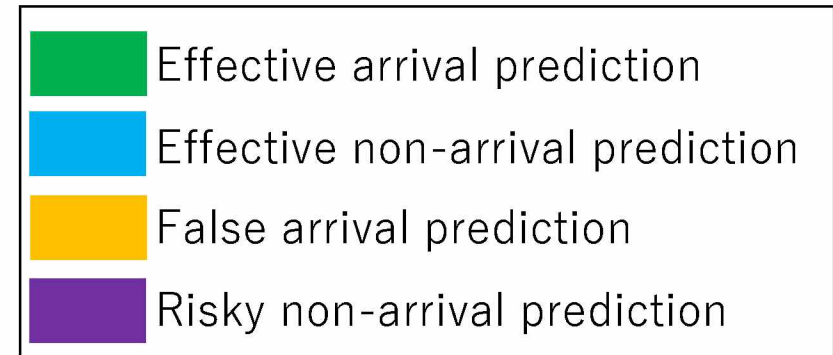 Effective arrival prediction
Effective non-arrival prediction
False arrival prediction
Risky non-arrival prediction